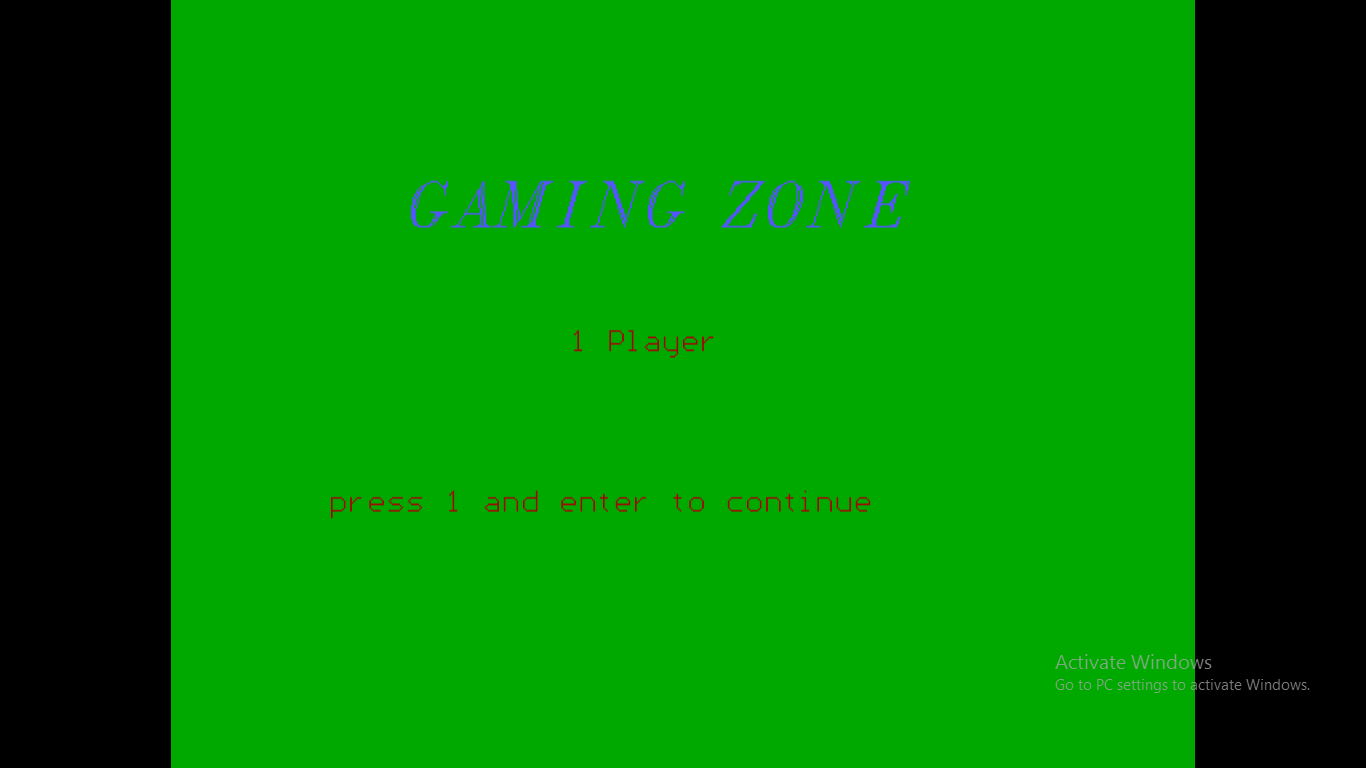 GAMING ZONE
1 Player
press 1 and enter to continue
Activate Windows
Go to PC settings to activate Windows.